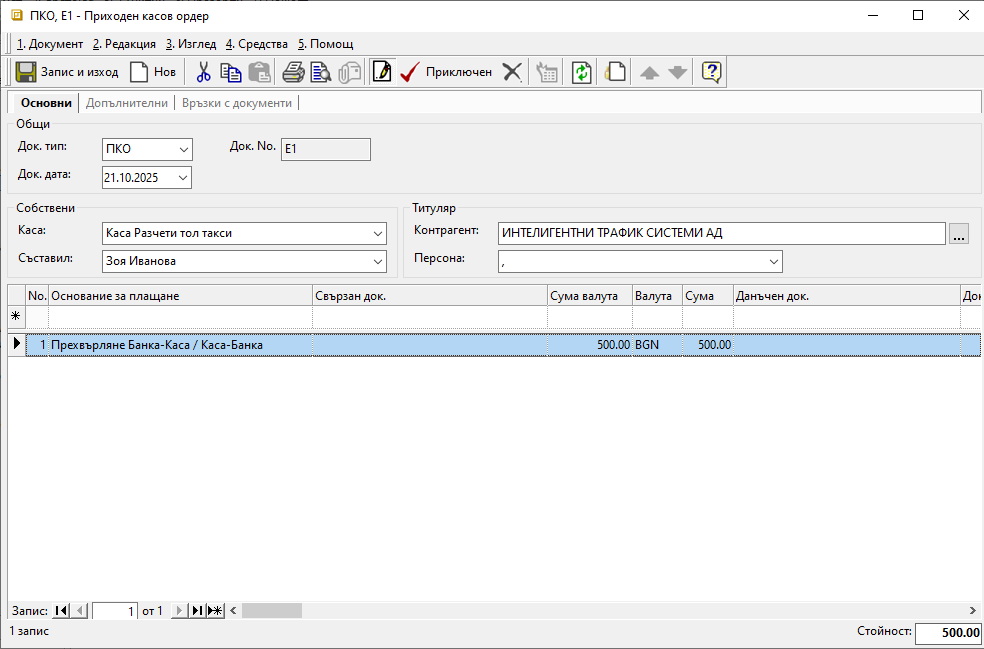 ПКО, Е1 - Приходен касов ордер
1. Документ 2. Редакция 3. Изглед 4. Средства 5. Помощ
Запис и изход Нов Приключен
Основни Допълнителни Връзки с документи
Общи
Док. тип: ПКО Док. No. Е1
Док. дата: 21.10.2025
Собствени Титуляр
Каса: Каса Разчети тол такси Контрагент: ИНТЕЛИГЕНТНИ ТРАФИК СИСТЕМИ АД ...
Съставил: Зоя Иванова Персона: ,
No. Основание за плащане Свързан док. Сума валута Валута Сума Данъчен док. Док
1 Прехвърляне Банка-Каса / Каса-Банка 500.00 BGN 500.00
Запис: 1 от 1
1 запис Стойност: 500.00